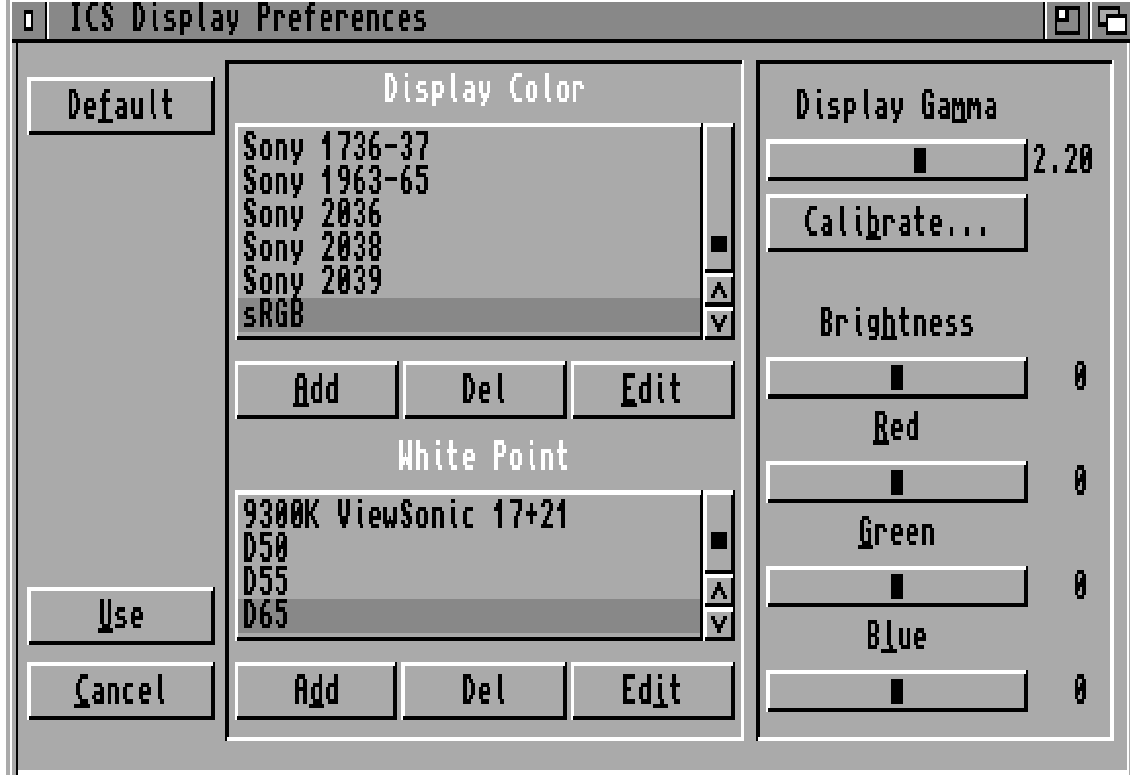 ICS Display Preferences
Default
Display Color
Sony 1736-37
Sony 1963-65
Sony 2036
Sony 2038
Sony 2039
sRGB
Add Del Edit
White Point
9300K ViewSonic 17+21
D50
D55
D65
Add Del Edit
Use
Cancel
Display Gamma
2.20
Calibrate...
Brightness
0
Red
0
Green
0
Blue
0